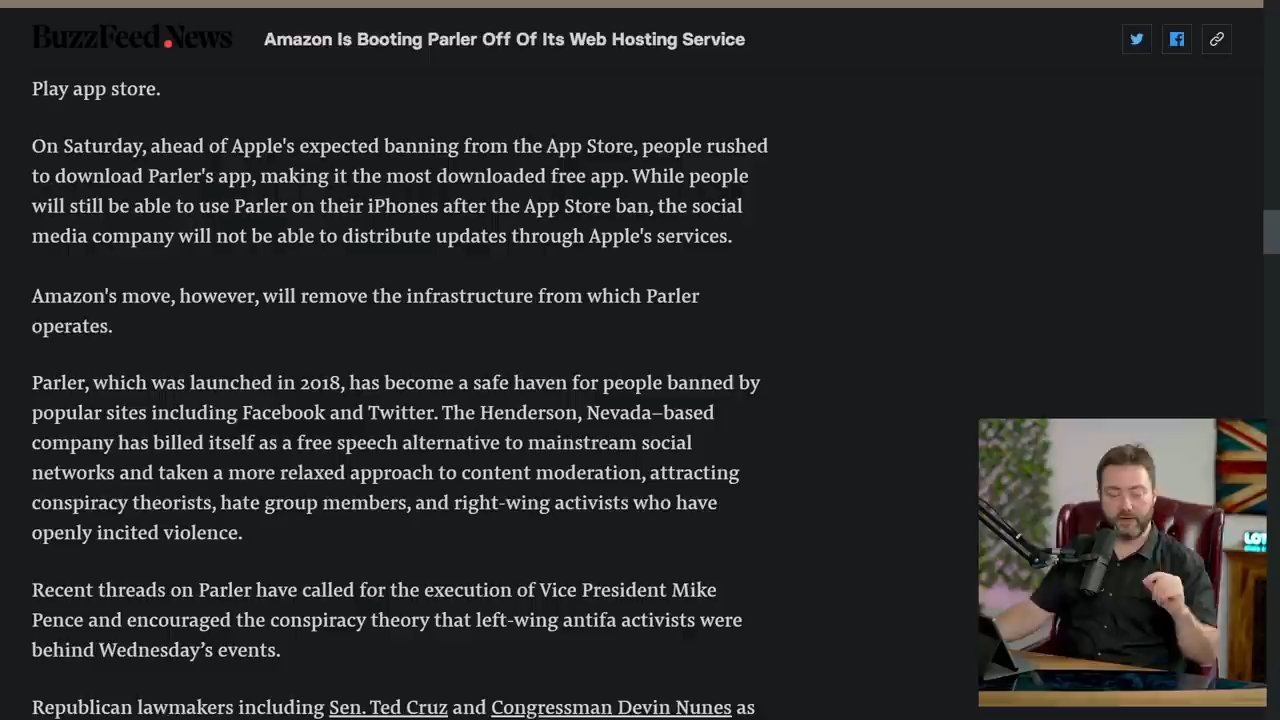 BuzzFeed News
Amazon Is Booting Parler Off Of Its Web Hosting Service
Play app store.
On Saturday, ahead of Apple's expected banning from the App Store, people rushed
to download Parler's app, making it the most downloaded free app. While people
will still be able to use Parler on their iPhones after the App Store ban, the social
media company will not be able to distribute updates through Apple's services.
Amazon's move, however, will remove the infrastructure from which Parler
operates.
Parler, which was launched in 2018, has become a safe haven for people banned by
popular sites including Facebook and Twitter. The Henderson, Nevada–based
company has billed itself as a free speech alternative to mainstream social
networks and taken a more relaxed approach to content moderation, attracting
conspiracy theorists, hate group members, and right-wing activists who have
openly incited violence.
Recent threads on Parler have called for the execution of Vice President Mike
Pence and encouraged the conspiracy theory that left-wing antifa activists were
behind Wednesday’s events.
Republican lawmakers including Sen. Ted Cruz and Congressman Devin Nunes as